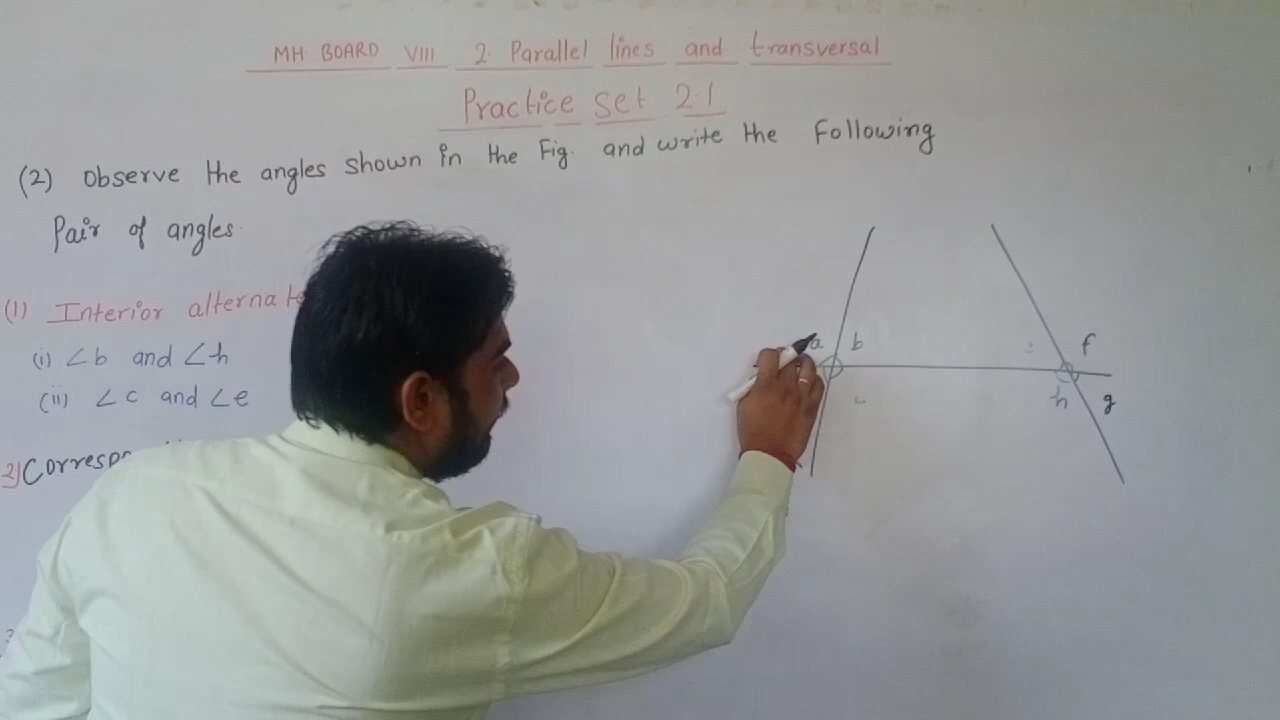 MH BOARD VIII 2. Parallel lines and transversal
Practice set 2.1
(2) observe the angles shown in the Fig. and write the Following
Pair of angles.
(1) Interior alternate
(i) ∠b and ∠h
(ii) ∠c and ∠e
2) Correspo
a b
f
c
h g